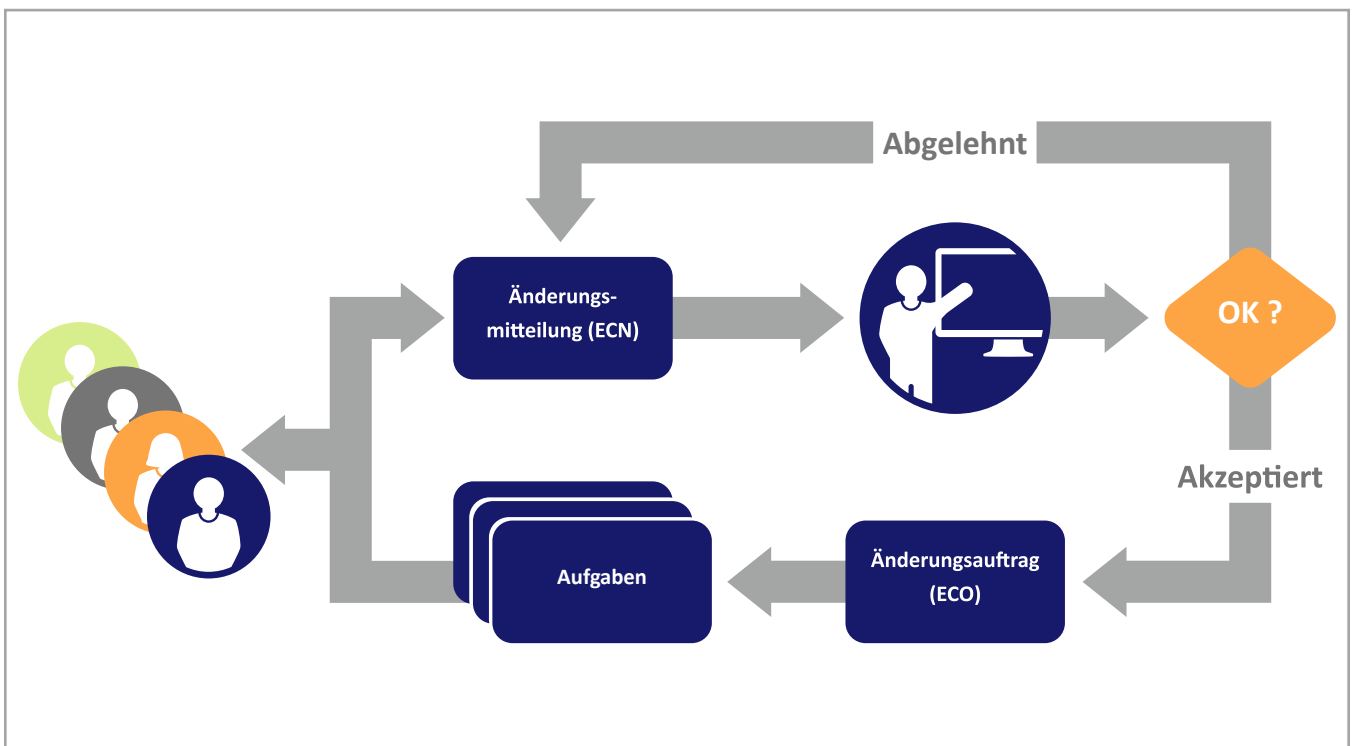 Abgelehnt
Änderungs-
mitteilung (ECN)
OK ?
Akzeptiert
Änderungsauftrag
(ECO)
Aufgaben